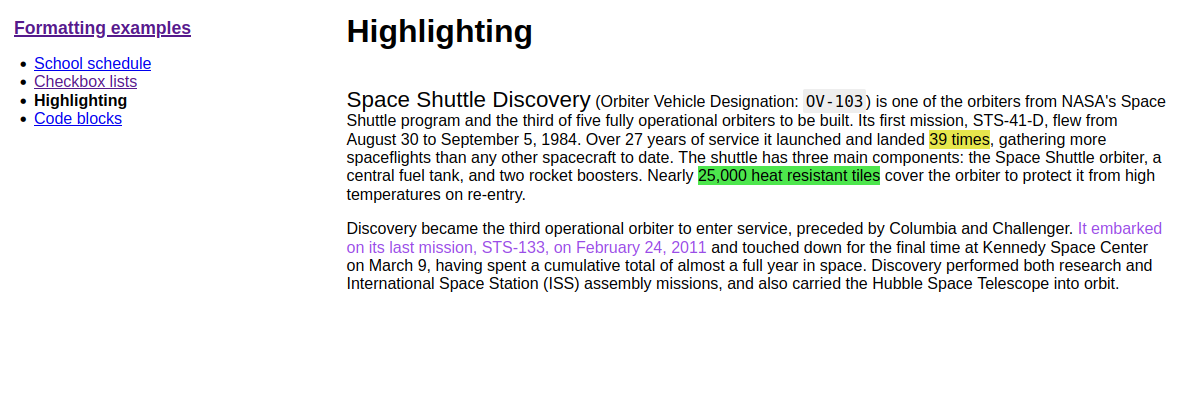 Formatting examples
School schedule
Checkbox lists
Highlighting
Code blocks
Highlighting
Space Shuttle Discovery (Orbiter Vehicle Designation: OV-103) is one of the orbiters from NASA's Space
Shuttle program and the third of five fully operational orbiters to be built. Its first mission, STS-41-D, flew from
August 30 to September 5, 1984. Over 27 years of service it launched and landed 39 times, gathering more
spaceflights than any other spacecraft to date. The shuttle has three main components: the Space Shuttle orbiter, a
central fuel tank, and two rocket boosters. Nearly 25,000 heat resistant tiles cover the orbiter to protect it from high
temperatures on re-entry.
Discovery became the third operational orbiter to enter service, preceded by Columbia and Challenger. It embarked
on its last mission, STS-133, on February 24, 2011 and touched down for the final time at Kennedy Space Center
on March 9, having spent a cumulative total of almost a full year in space. Discovery performed both research and
International Space Station (ISS) assembly missions, and also carried the Hubble Space Telescope into orbit.